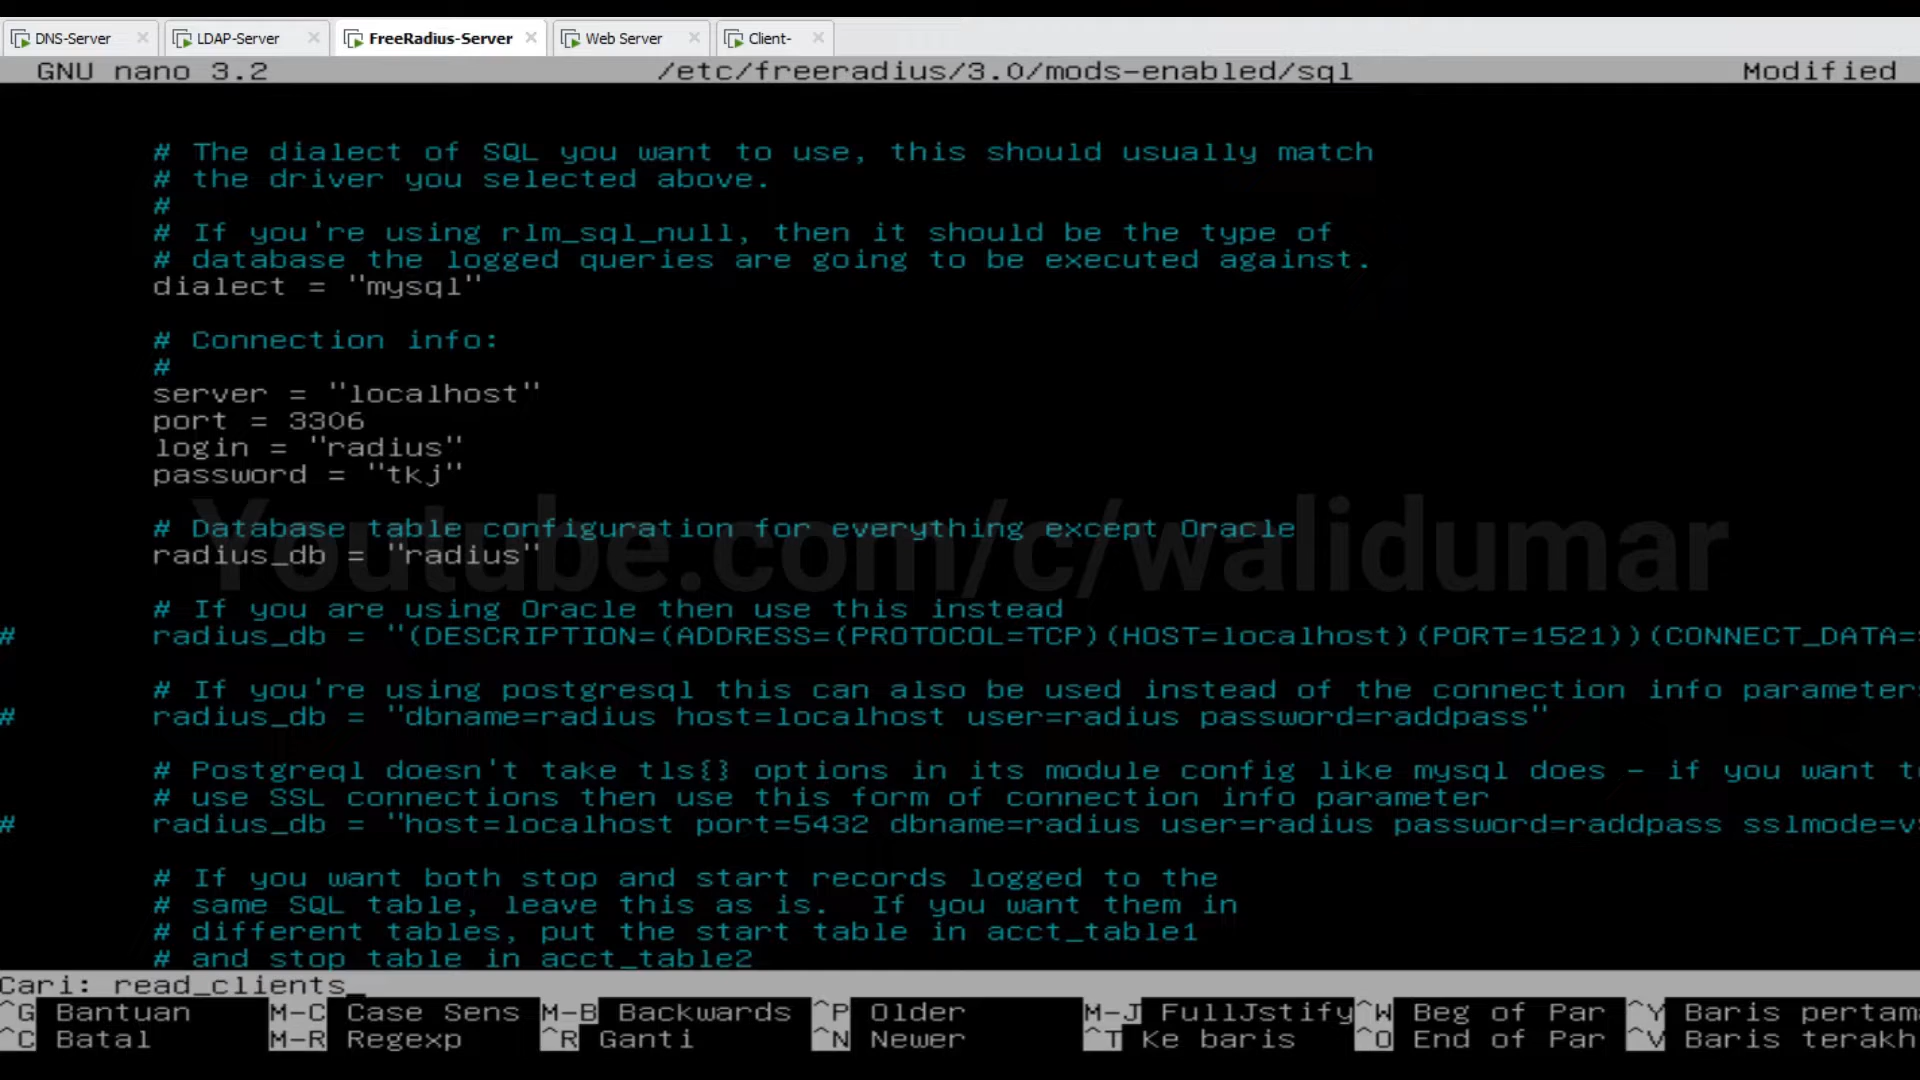 DNS-Server LDAP-Server FreeRadius-Server Web Server Client-
GNU nano 3.2 /etc/freeradius/3.0/mods-enabled/sql Modified
# The dialect of SQL you want to use, this should usually match
# the driver you selected above.
#
# If you're using rlm_sql_null, then it should be the type of
# database the logged queries are going to be executed against.
dialect = "mysql"
# Connection info:
#
server = "localhost"
port = 3306
login = "radius"
password = "tkj"
# Database table configuration for everything except Oracle
radius_db = "radius"
Youtube.com/c/walidumar
# If you are using Oracle then use this instead
# radius_db = "(DESCRIPTION=(ADDRESS=(PROTOCOL=TCP)(HOST=localhost)(PORT=1521))(CONNECT_DATA=
# If you're using postgresql this can also be used instead of the connection info parameter
# radius_db = "dbname=radius host=localhost user=radius password=raddpass"
# Postgreql doesn't take tls{} options in its module config like mysql does - if you want t
# use SSL connections then use this form of connection info parameter
# radius_db = "host=localhost port=5432 dbname=radius user=radius password=raddpass sslmode=v
# If you want both stop and start records logged to the
# same SQL table, leave this as is. If you want them in
# different tables, put the start table in acct_table1
# and stop table in acct_table2
Cari: read_clients_
^G Bantuan M-C Case Sens M-B Backwards ^P Older M-J FullJstify ^W Beg of Par ^Y Baris pertam
^C Batal M-R Regexp ^R Ganti ^N Newer ^T Ke baris ^O End of Par ^V Baris terakh